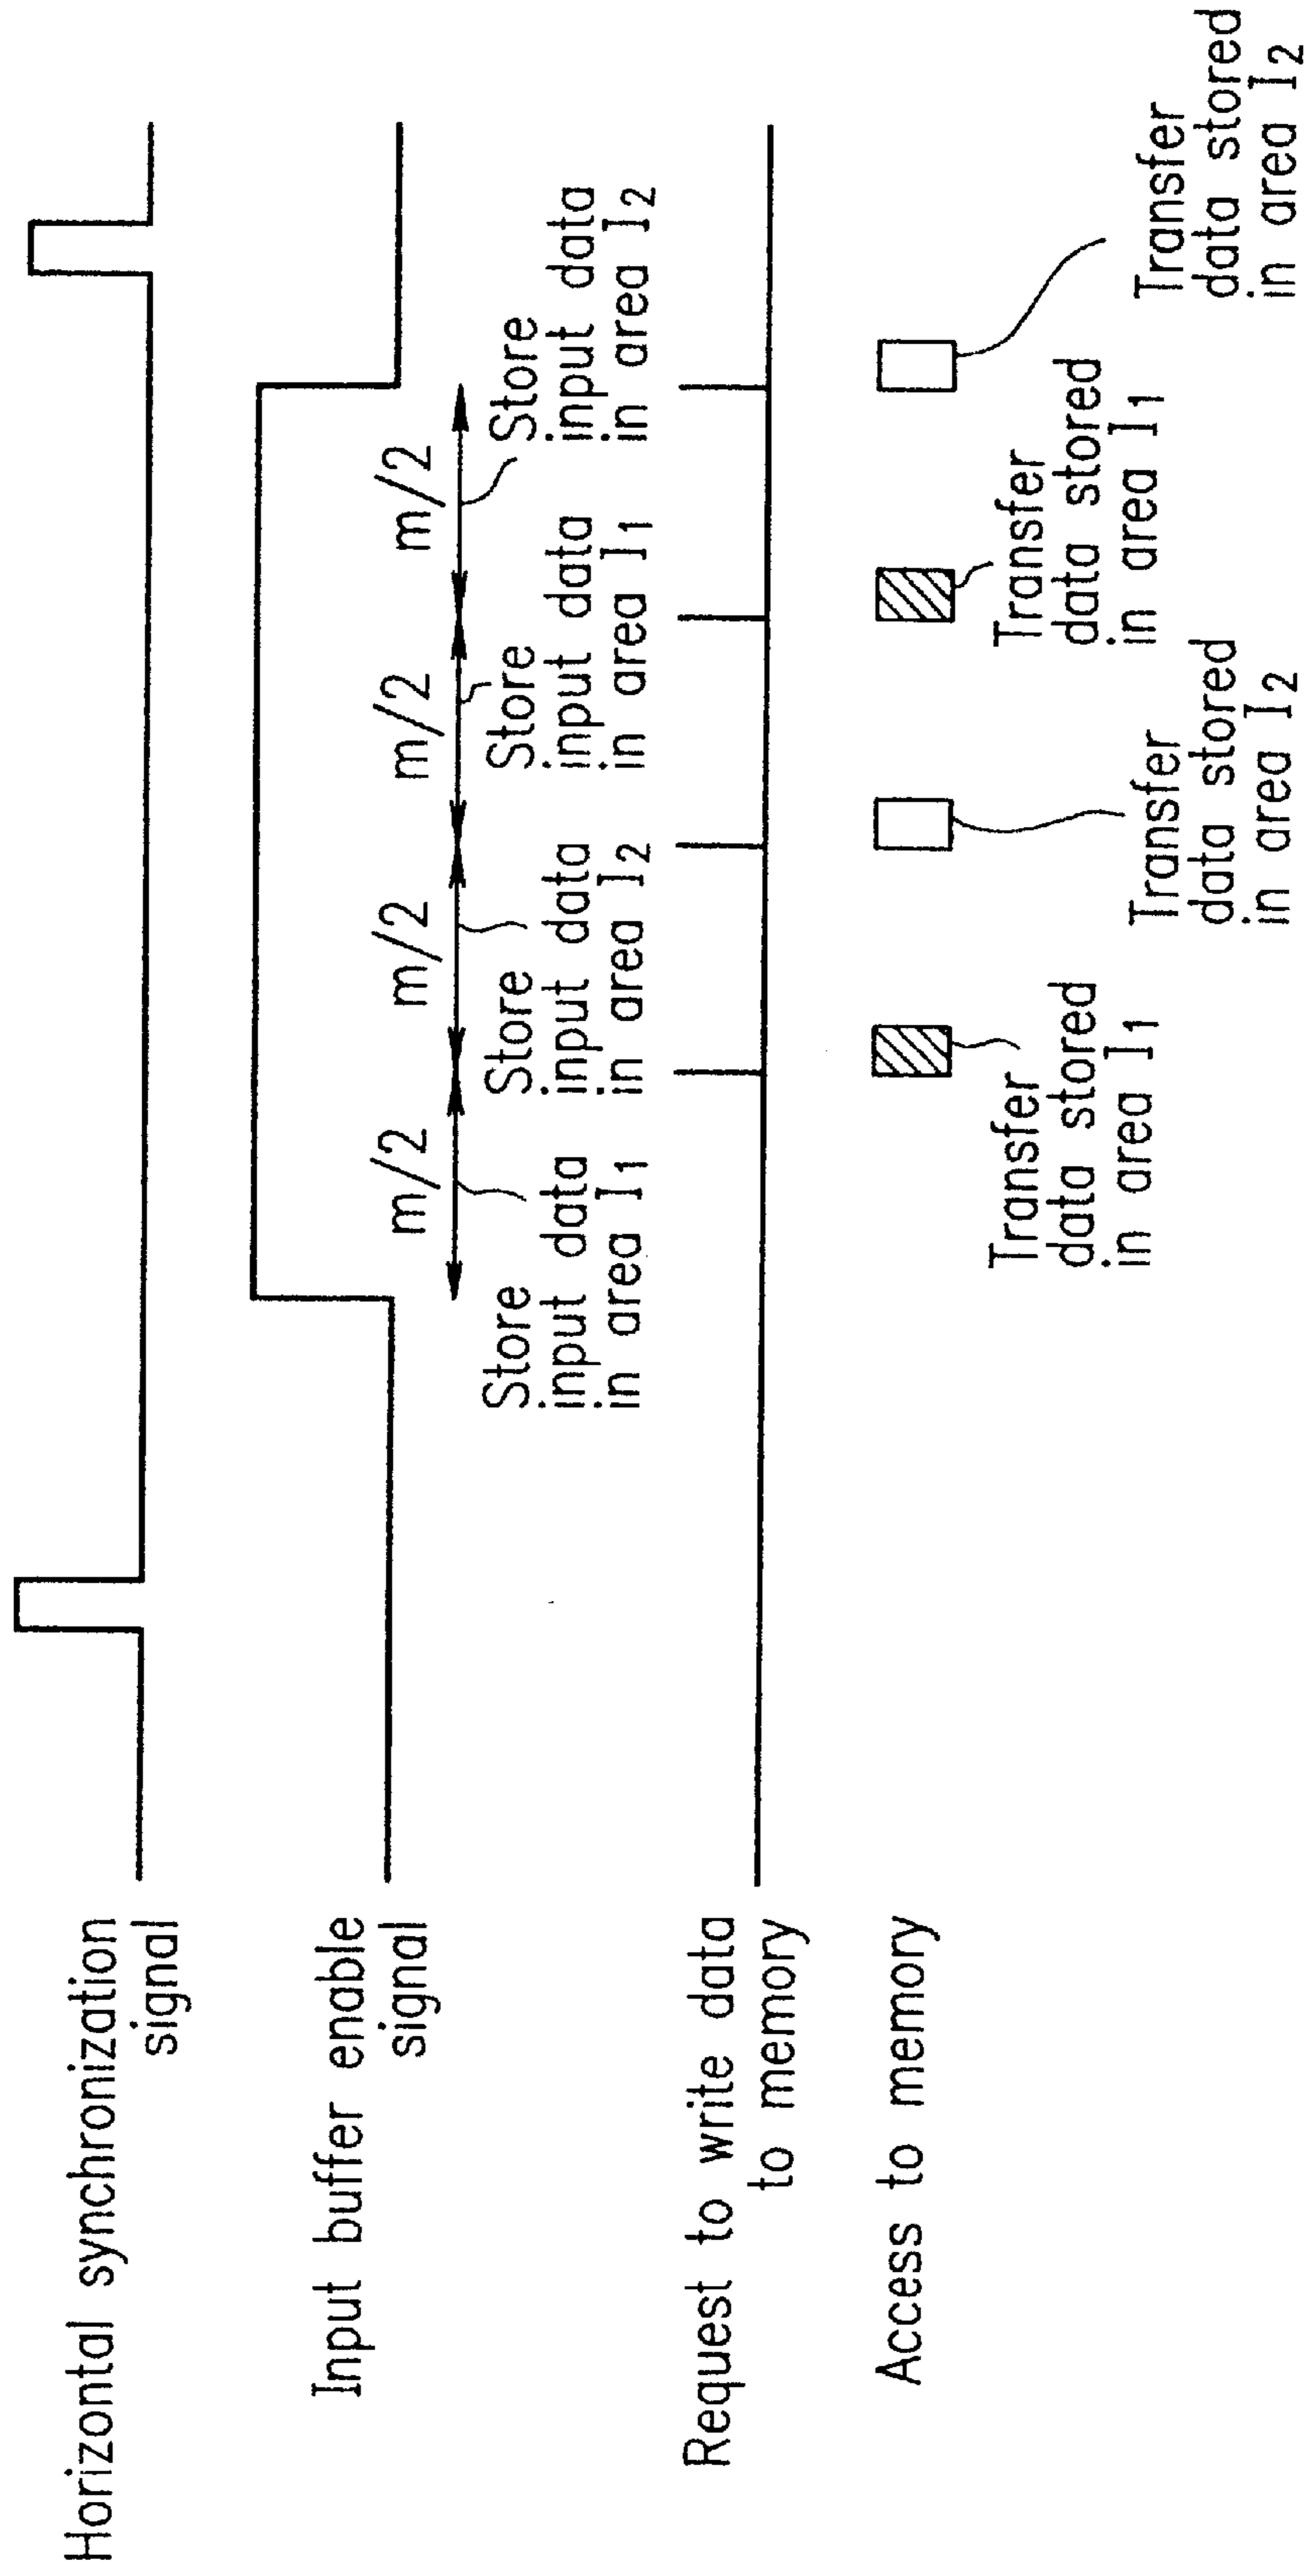 Horizontal synchronization
signal
Input buffer enable
signal
m/2
m/2
m/2
m/2
Store
input data
in area I1
Store
input data
in area I2
Store
input data
in area I1
Store
input data
in area I2
Request to write data
to memory
Access to memory
Transfer
data stored
in area I1
Transfer
data stored
in area I2
Transfer
data stored
in area I1
Transfer
data stored
in area I2